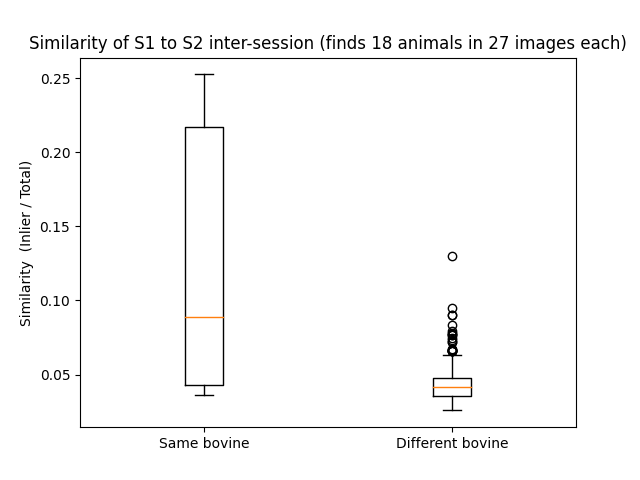 Similarity of S1 to S2 inter-session (finds 18 animals in 27 images each)
Similarity (Inlier / Total)
0.25
0.20
0.15
0.10
0.05
Same bovine
Different bovine